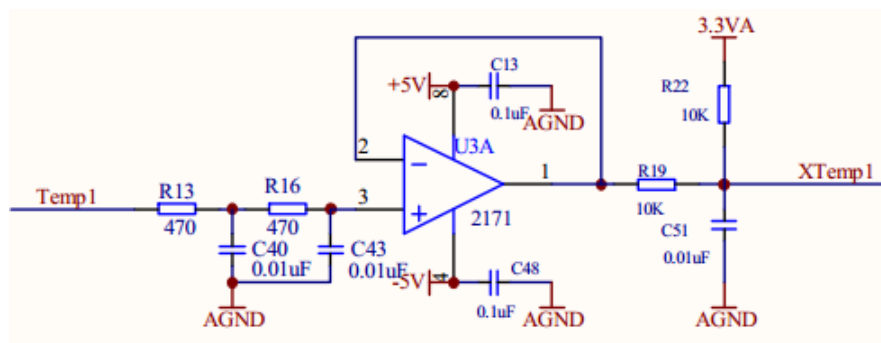 3.3VA
C13
+5V
8
R22
0.1uF
AGND
10K
2
U3A
R19
XTemp1
Temp1
R13
R16
3
1
470
470
2171
10K
C40
C43
C51
0.01uF
0.01uF
0.01uF
-5V
4
C48
0.1uF
AGND
AGND
AGND